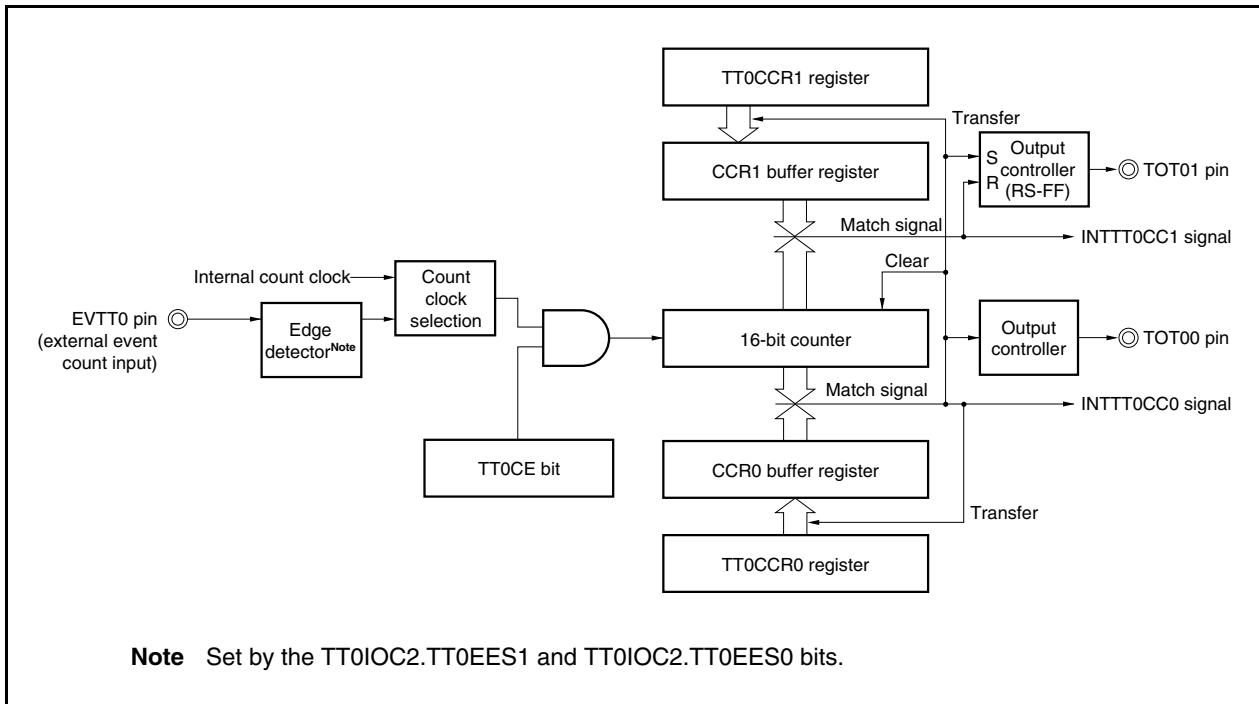 TT0CCR1 register
Transfer
CCR1 buffer register
S
R
Output
controller
(RS-FF)
TOT01 pin
Match signal
INTTT0CC1 signal
Clear
Internal count clock
Count
clock
selection
EVTT0 pin
(external event
count input)
Edge
detectorNote
16-bit counter
Output
controller
TOT00 pin
Match signal
INTTT0CC0 signal
TT0CE bit
CCR0 buffer register
Transfer
TT0CCR0 register
Note Set by the TT0IOC2.TT0EES1 and TT0IOC2.TT0EES0 bits.